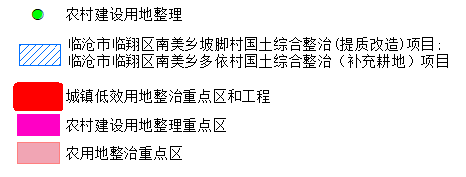 农村建设用地整理
临沧市临翔区南美乡坡脚村国土综合整治(提质改造)项目;
临沧市临翔区南美乡多依村国土综合整治（补充耕地）项目
城镇低效用地整治重点区和工程
农村建设用地整理重点区
农用地整治重点区